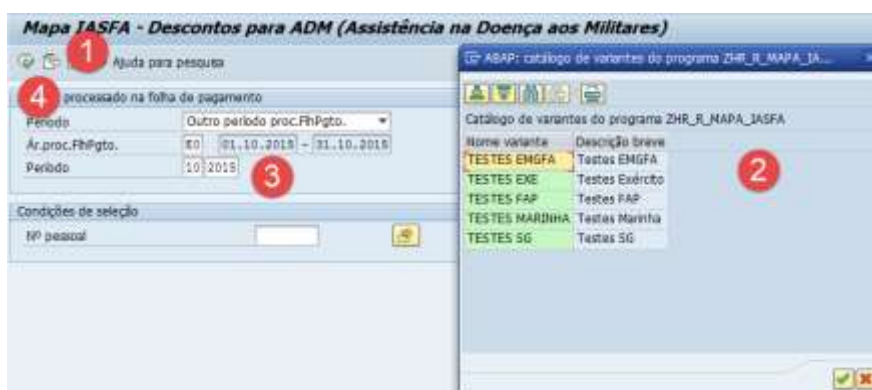 Mapa IASFA - Descontos para ADM (Assistência na Doença aos Militares)
1
Ajuda para pesquisa
4
processado na folha de pagamento
Período
Outro período proc.FhPgto.
Ár.proc.FhPgto.
E0 01.10.2015 - 31.10.2015
Período
10 2015
3
Condições de seleção
Nº pessoal
ABAP: catálogo de variantes do programa ZHR_R_MAPA_IA...
Catálogo de variantes do programa ZHR_R_MAPA_IASFA
Nome variante Descrição breve
TESTES EMGFA Testes EMGFA
TESTES EXE Testes Exército
TESTES FAP Testes FAP
TESTES MARINHA Testes Marinha
TESTES SG Testes SG
2